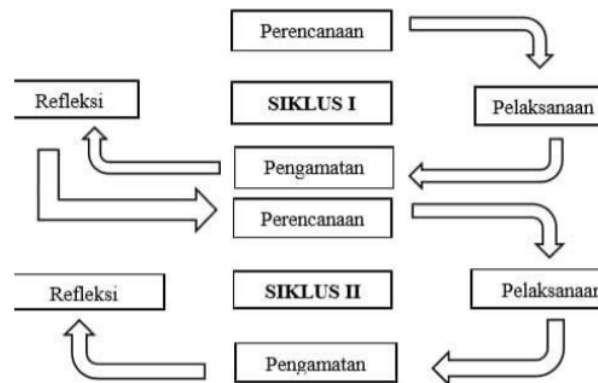 Perencanaan
Refleksi
SIKLUS I
Pelaksanaan
Pengamatan
Perencanaan
Refleksi
SIKLUS II
Pelaksanaan
Pengamatan